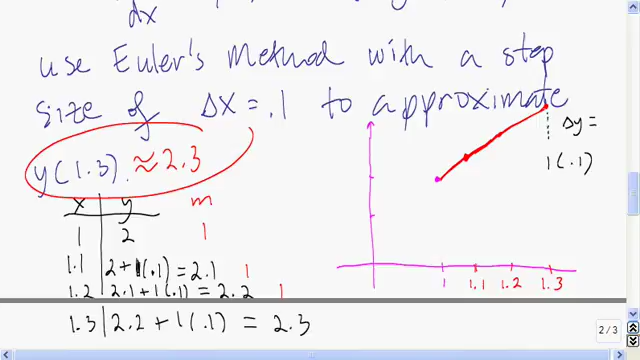 dx
use Euler's Method with a step
size of Δx = .1 to a approximate
y(1.3). ≈ 2.3
Δy =
1(.1)
x | y m
1 | 2 1
1.1 | 2 + 1(.1) = 2.1 1
1.2 | 2.1 + 1(.1) = 2.2 1
1.3 | 2.2 + 1(.1) = 2.3
1 1.1 1.2 1.3
2/3